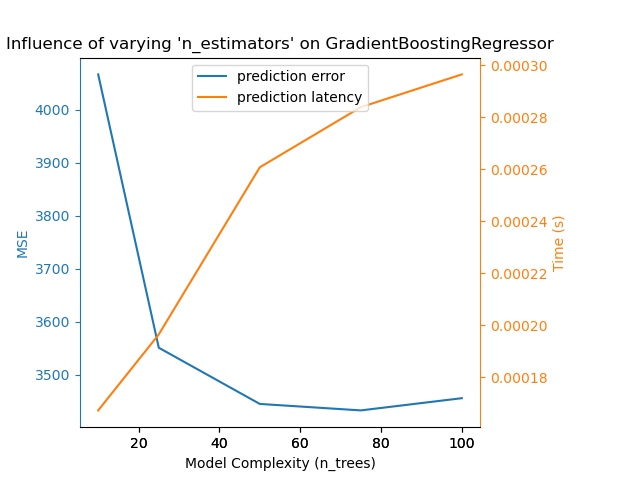 Influence of varying 'n_estimators' on GradientBoostingRegressor
prediction error
prediction latency
4000
3900
3800
3700
3600
3500
MSE
0.00030
0.00028
0.00026
0.00024
0.00022
0.00020
0.00018
Time (s)
20 40 60 80 100
Model Complexity (n_trees)